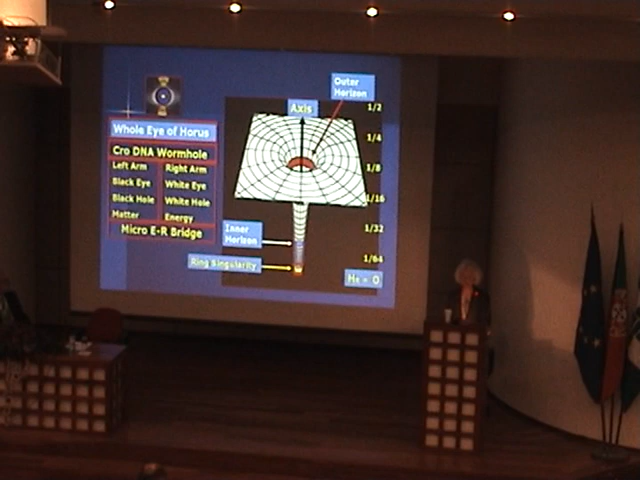 Outer
Horizon
Axis
1/2
Whole Eye of Horus
1/4
Cro DNA Wormhole
Left Arm Right Arm
1/8
Black Eye White Eye
Black Hole White Hole
1/16
Matter Energy
Micro E-R Bridge
Inner
Horizon
1/32
Ring Singularity
1/64